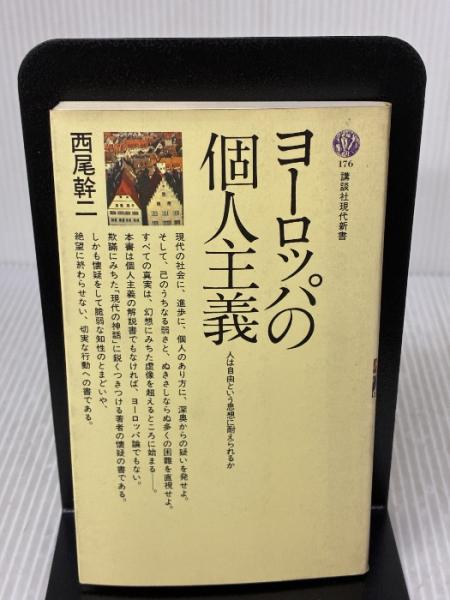 176
講談社現代新書
ヨーロッパの
個人主義
人は自由という思想に耐えられるか
西尾幹二
現代の社会に、進歩に、個人のあり方に、深奥からの疑いを発せよ。
そして、己のうちなる弱さと、ぬきさしならぬ多くの困難を直視せよ。
すべての真実は、幻想にみちた虚像を超えるところに始まる──。
本書は個人主義の解説書でもなければ、ヨーロッパ論でもない。
欺瞞にみちた「現代の神話」に鋭くつきつける著者の懐疑の書である。
しかも懐疑をして脆弱な知性のとまどいや、
絶望に終わらせない、切実な行動への書である。